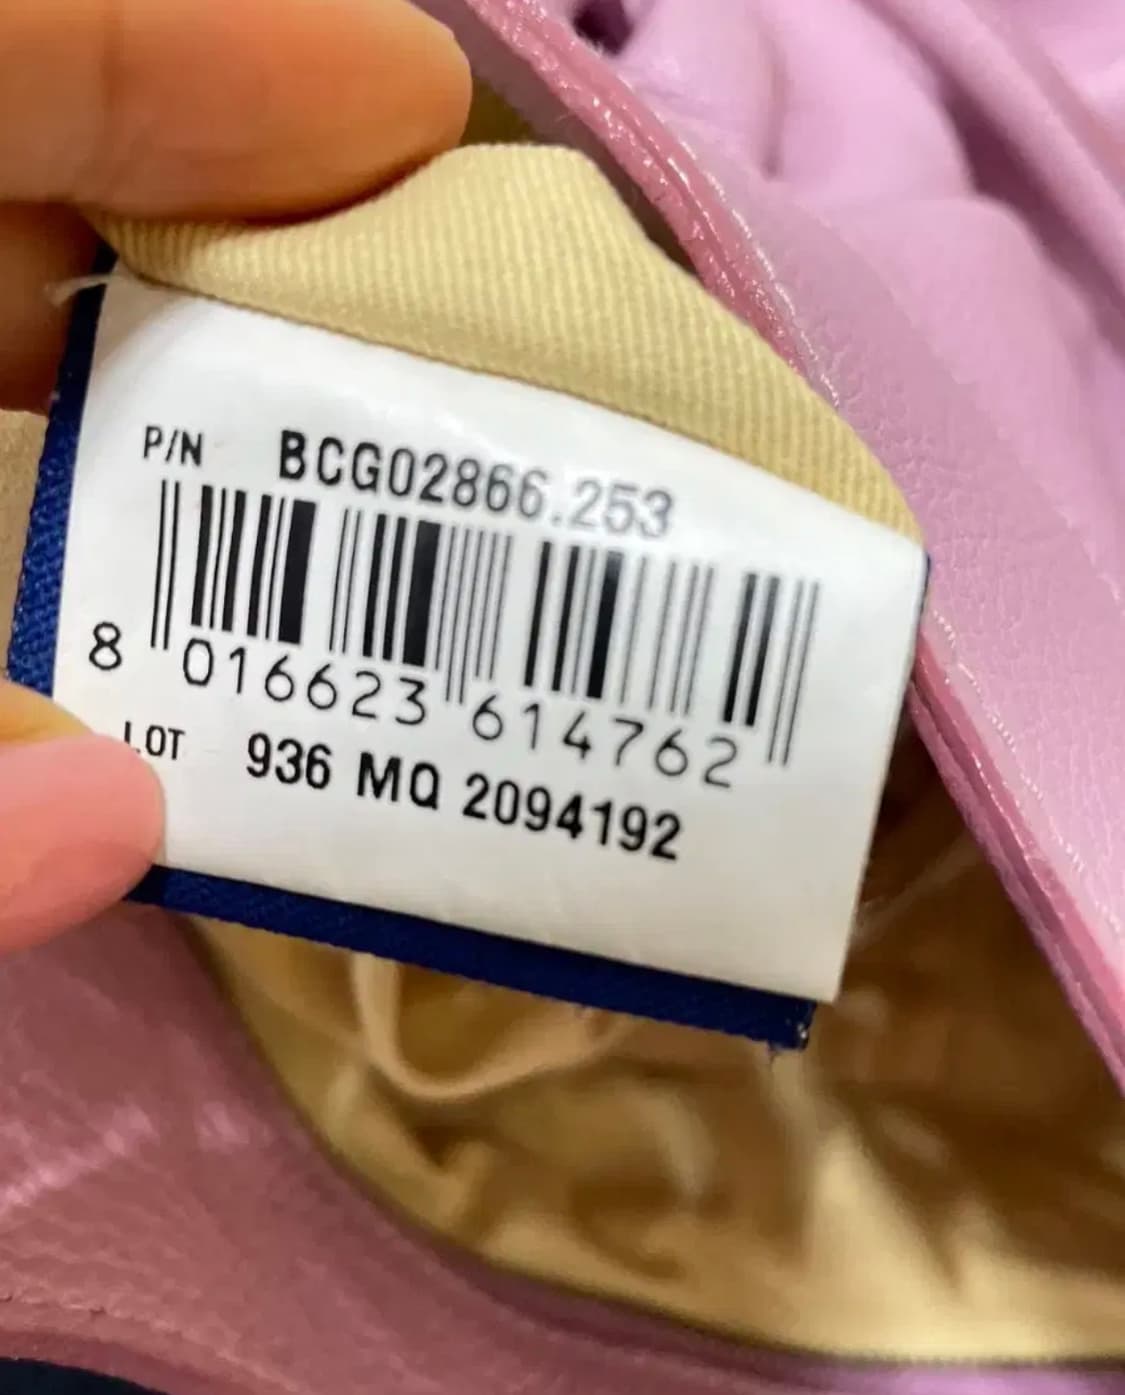 P/N BCG02866.253
8 016623 614762
LOT 936 MQ 2094192